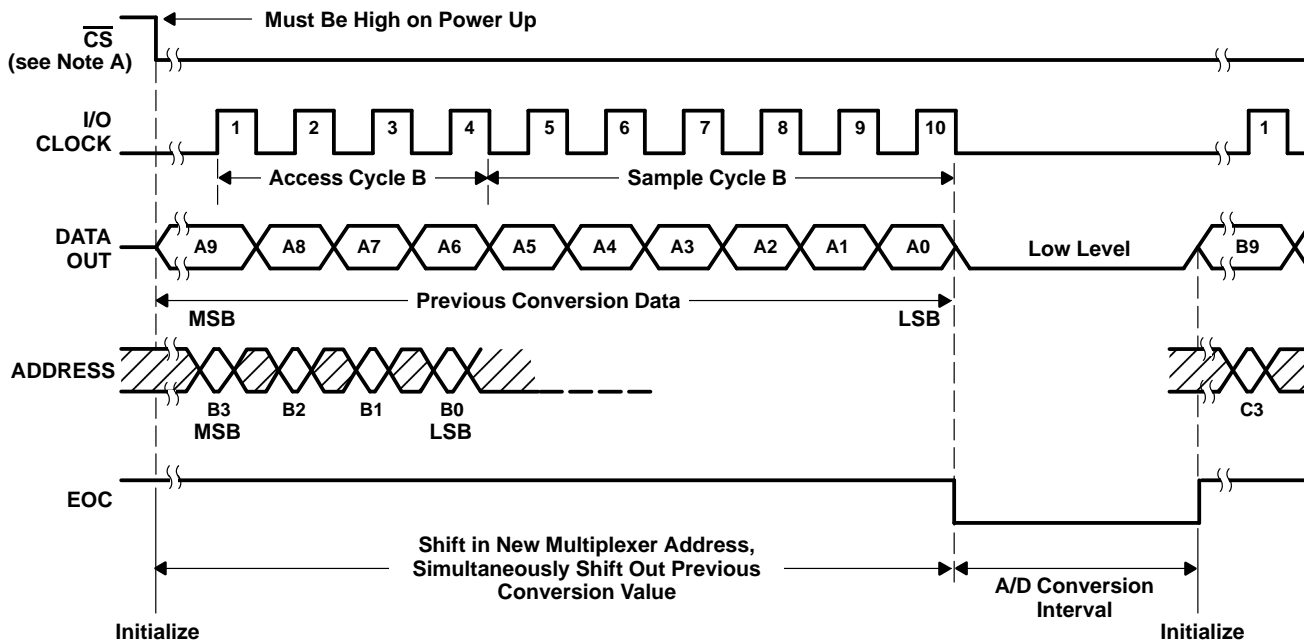 Must Be High on Power Up
CS
(see Note A)
I/O
CLOCK
1 2 3 4 5 6 7 8 9 10 1
Access Cycle B
Sample Cycle B
DATA
OUT
A9 A8 A7 A6 A5 A4 A3 A2 A1 A0 Low Level B9
Previous Conversion Data
MSB LSB
ADDRESS
B3 B2 B1 B0 C3
MSB LSB
EOC
Shift in New Multiplexer Address,
Simultaneously Shift Out Previous
Conversion Value
A/D Conversion
Interval
Initialize Initialize